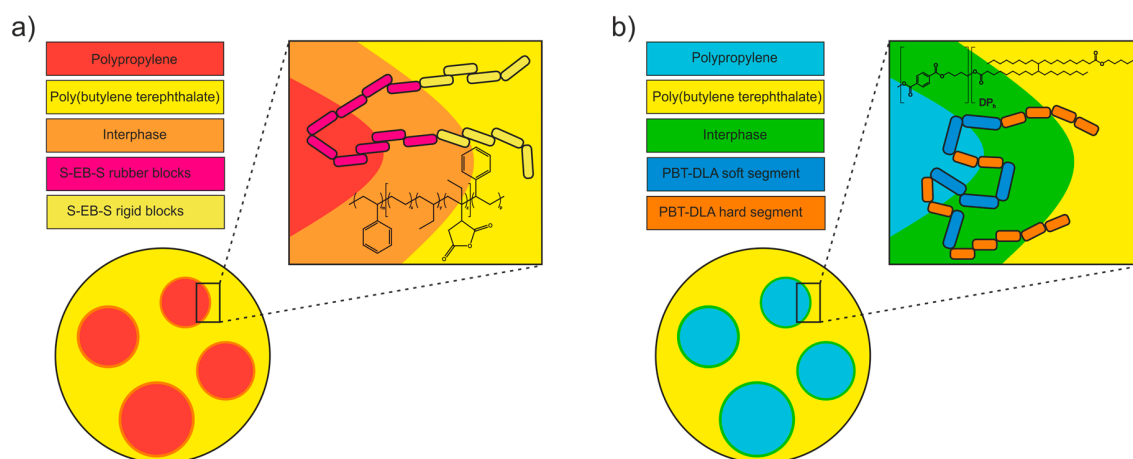 a)
Polypropylene
Poly(butylene terephthalate)
Interphase
S-EB-S rubber blocks
S-EB-S rigid blocks
b)
Polypropylene
Poly(butylene terephthalate)
Interphase
PBT-DLA soft segment
PBT-DLA hard segment
O
O
O
O
O
O
O
O
O
DPh